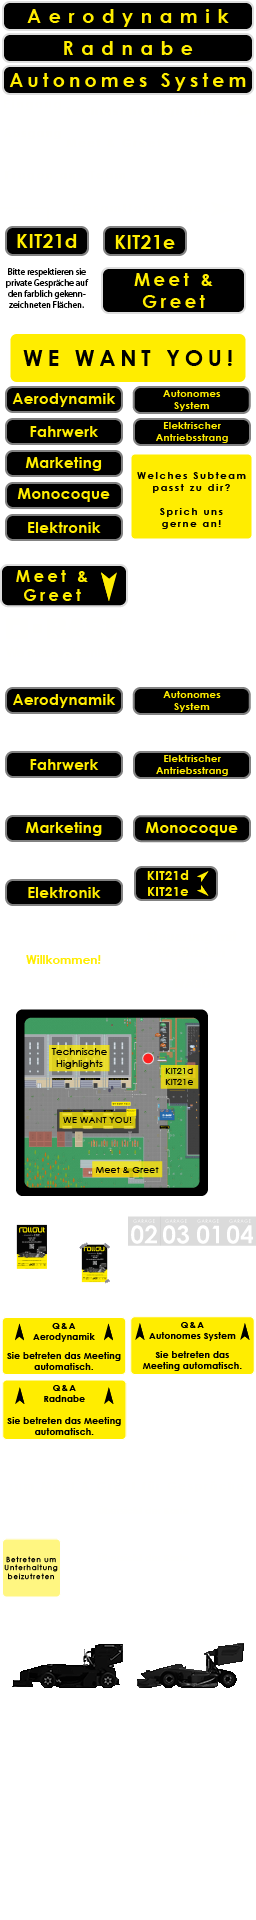 Aerodynamik
Radnabe
Autonomes System
KIT21d
KIT21e
Bitte respektieren sie
private Gespräche auf
den farblich gekenn-
zeichneten Flächen.
Meet &
Greet
WE WANT YOU!
Aerodynamik
Autonomes
System
Fahrwerk
Elektrischer
Antriebsstrang
Marketing
Monocoque
Elektronik
Welches Subteam
passt zu dir?
Sprich uns
gerne an!
Meet &
Greet
Aerodynamik
Autonomes
System
Fahrwerk
Elektrischer
Antriebsstrang
Marketing
Monocoque
Elektronik
KIT21d
KIT21e
Willkommen!
Technische
Highlights
KIT21d
KIT21e
WE WANT YOU!
Meet & Greet
rollout
rollout
02 03 01 04
Q&A
Aerodynamik
Sie betreten das Meeting
automatisch.
Q&A
Autonomes System
Sie betreten das
Meeting automatisch.
Q&A
Radnabe
Sie betreten das Meeting
automatisch.
Betreten um
Unterhaltung
beizutreten